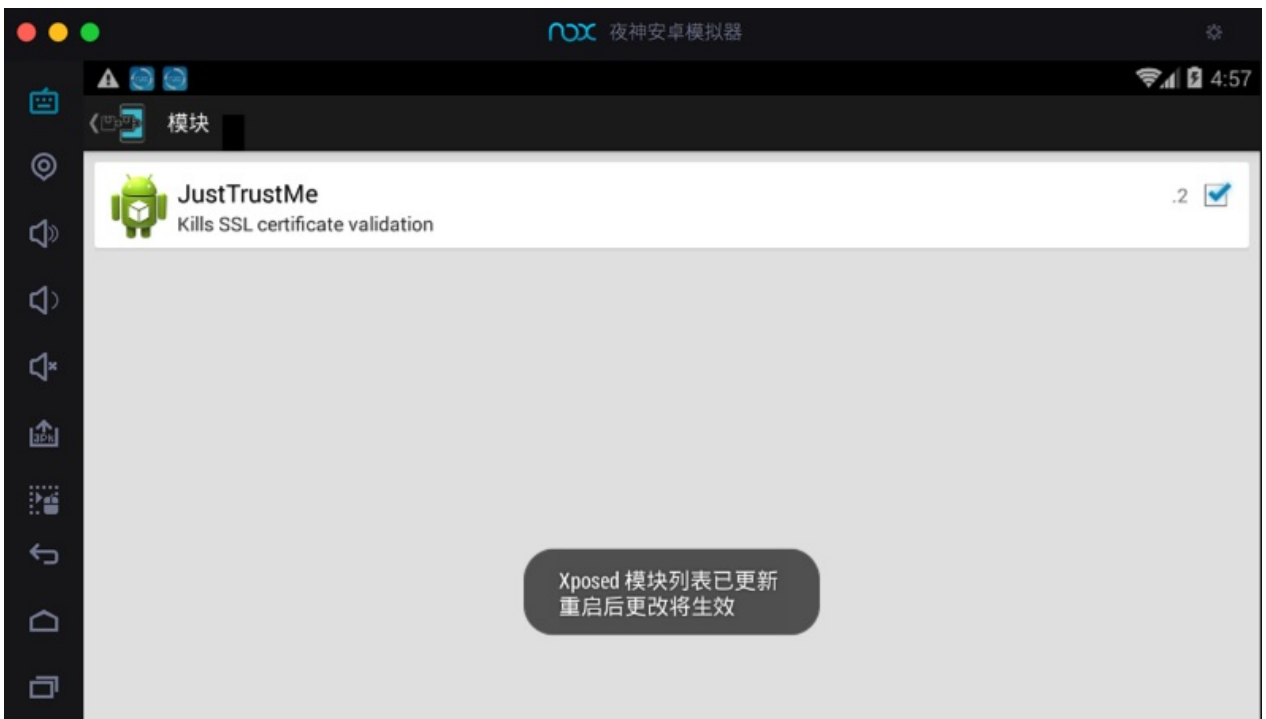 nox 夜神安卓模拟器
4:57
模块
JustTrustMe
.2
Kills SSL certificate validation
Xposed 模块列表已更新
重启后更改将生效